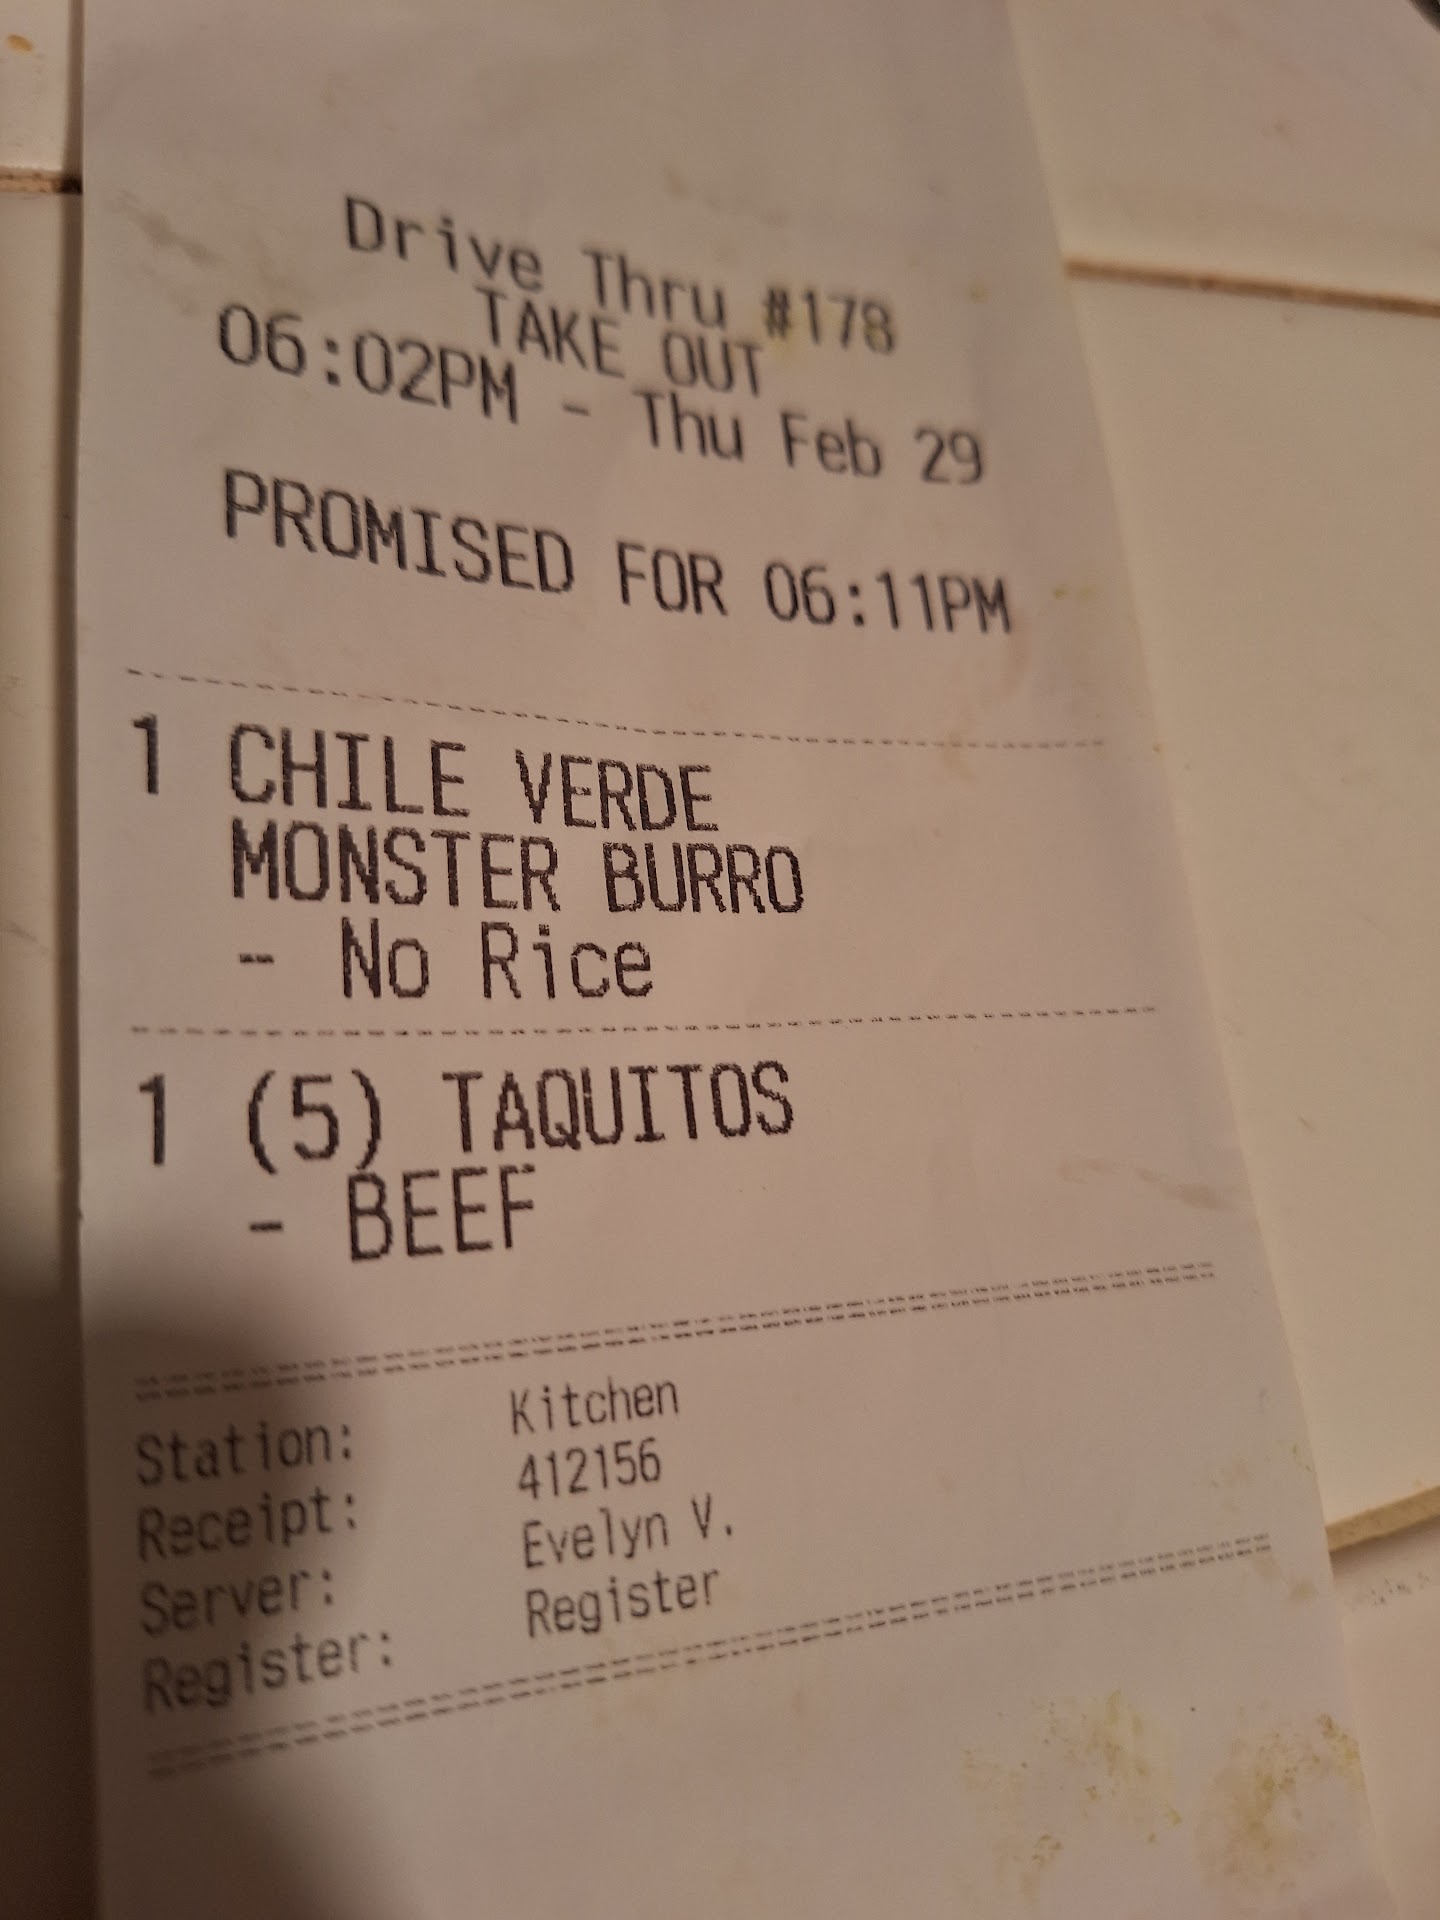 Drive Thru #178
TAKE OUT
06:02PM - Thu Feb 29
PROMISED FOR 06:11PM
1 CHILE VERDE
MONSTER BURRO
- No Rice
1 (5) TAQUITOS
- BEEF
Station: Kitchen
Receipt: 412156
Server: Evelyn V.
Register: Register